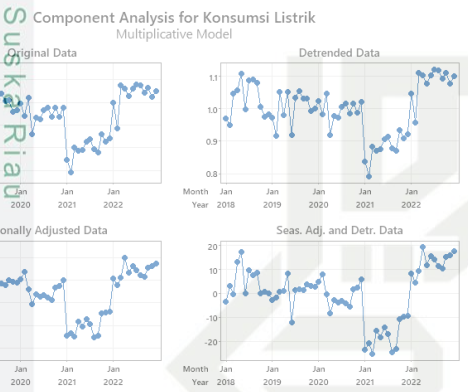 Component Analysis for Konsumsi Listrik
Multiplicative Model
Original Data
Detrended Data
1.1
1.0
0.9
0.8
Jan Jan Jan
2020 2021 2022
Month Jan Jan Jan Jan Jan
Year 2018 2019 2020 2021 2022
onally Adjusted Data
Seas. Adj. and Detr. Data
20
10
0
-10
-20
Jan Jan Jan
2020 2021 2022
Month Jan Jan Jan Jan Jan
Year 2018 2019 2020 2021 2022
Suska Riau